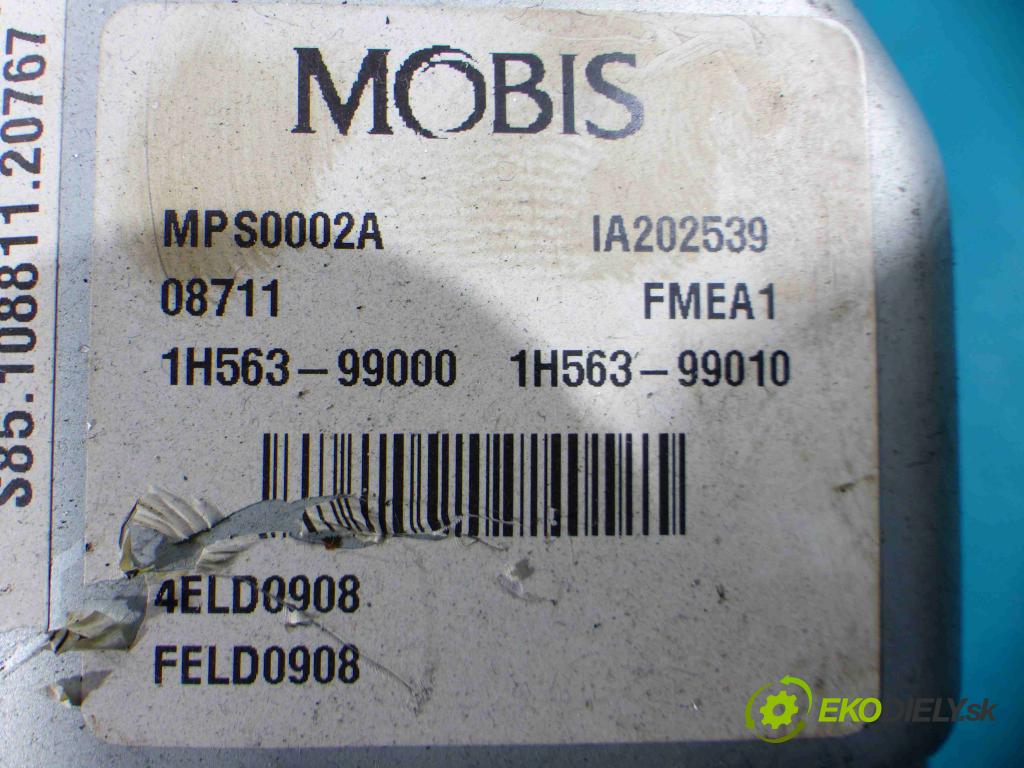 S85.108811.20767
MOBIS
MPS0002A IA202539
08711 FMEA1
1H563-99000 1H563-99010
4ELD0908
FELD0908
EKODIELY.sk